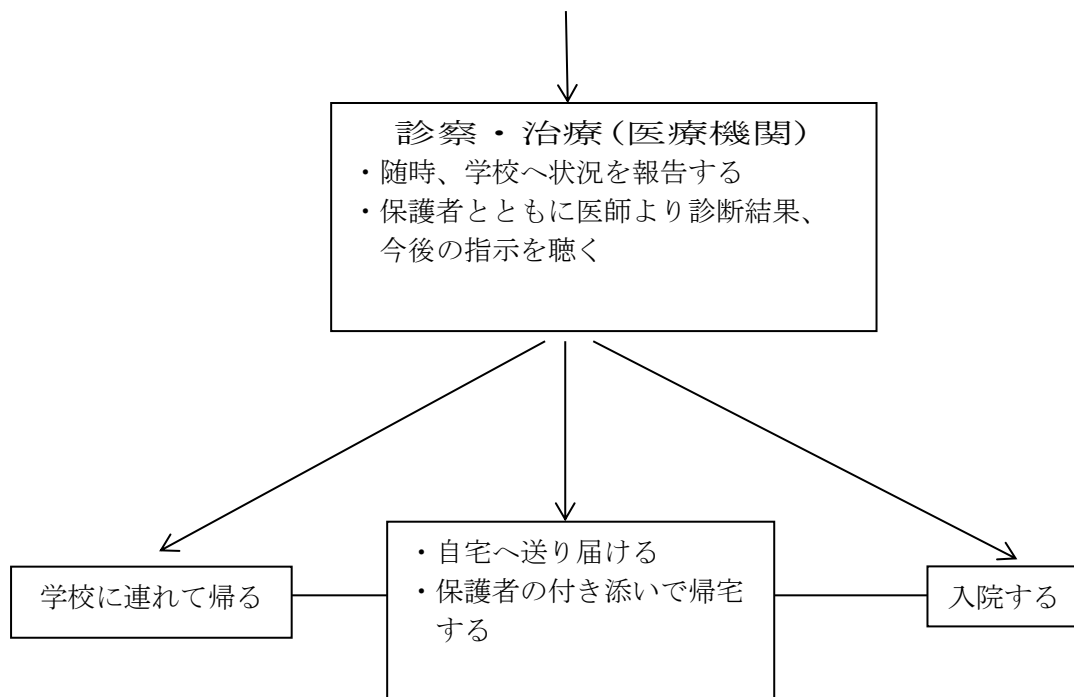 診察・治療(医療機関)
・随時、学校へ状況を報告する
・保護者とともに医師より診断結果、
今後の指示を聴く
学校に連れて帰る
・自宅へ送り届ける
・保護者の付き添いで帰宅
する
入院する